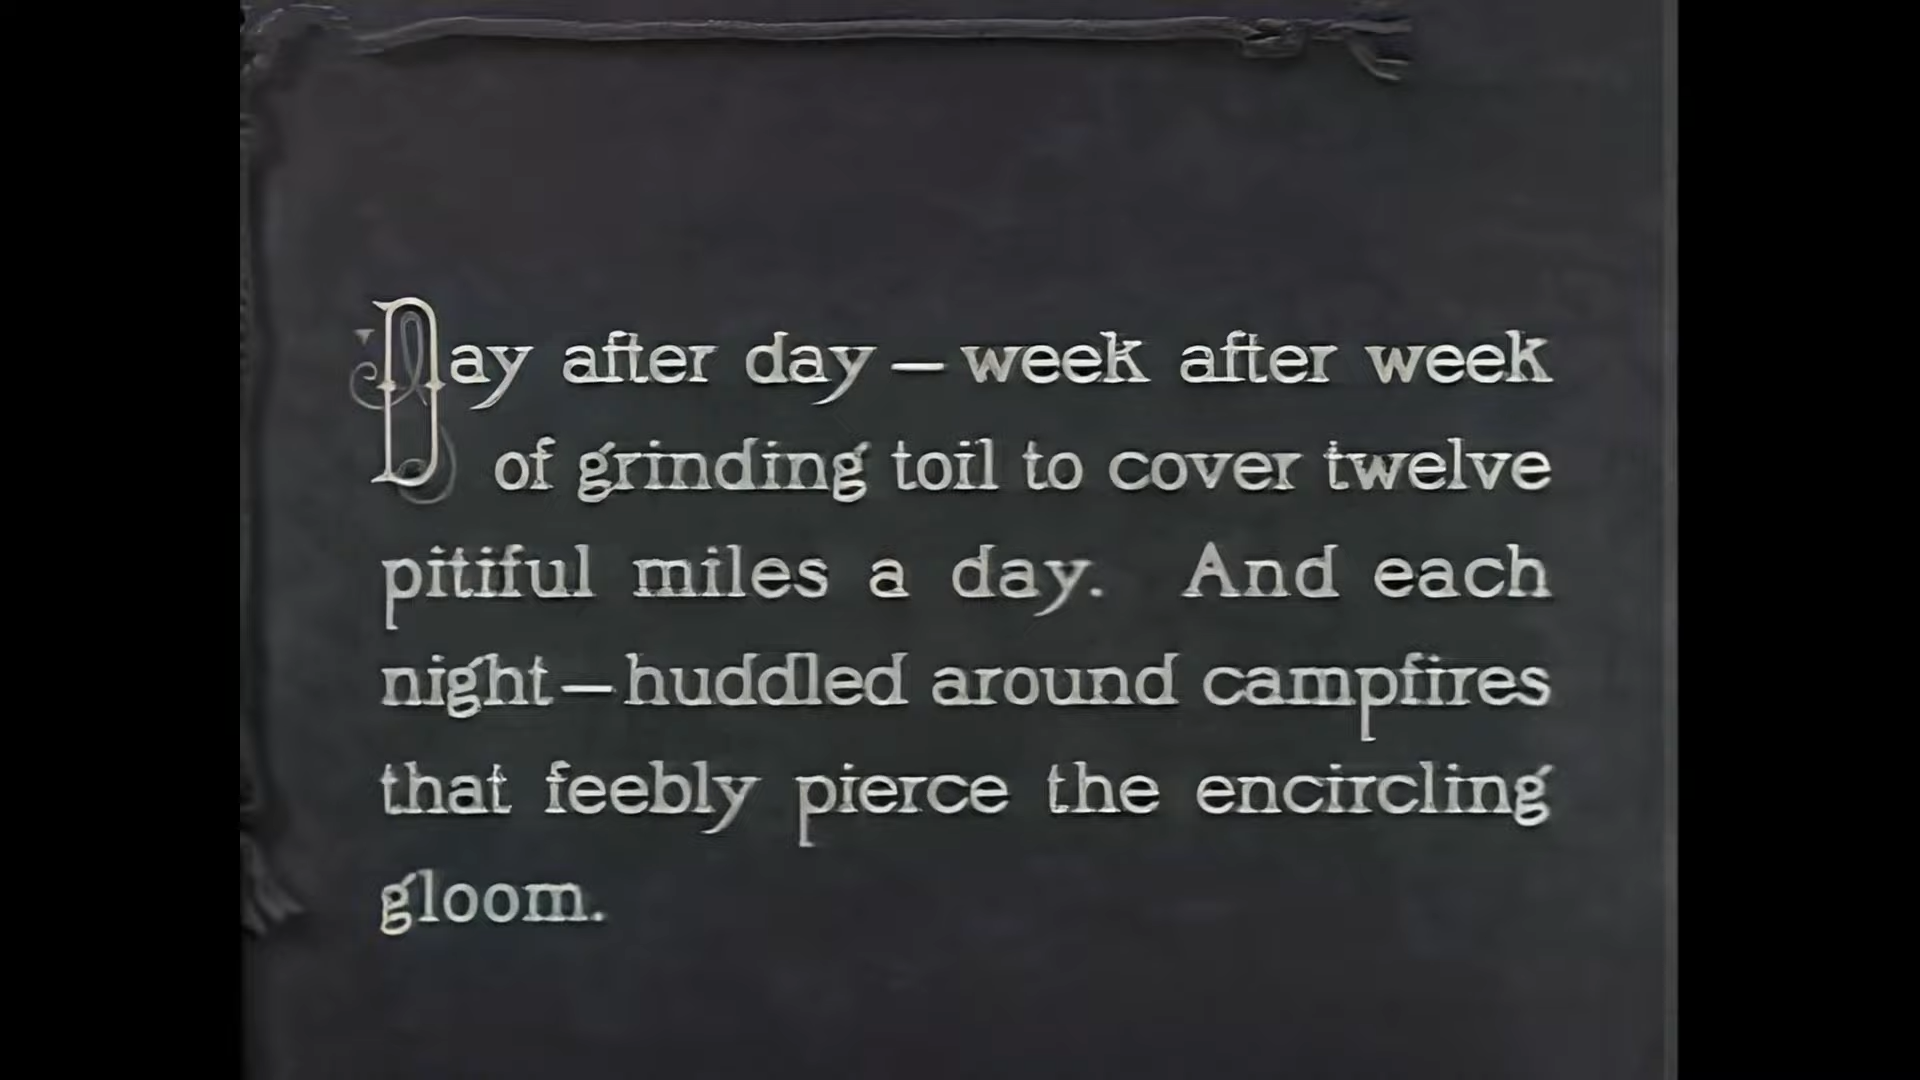 Day after day — week after week
of grinding toil to cover twelve
pitiful miles a day. And each
night — huddled around campfires
that feebly pierce the encircling
gloom.